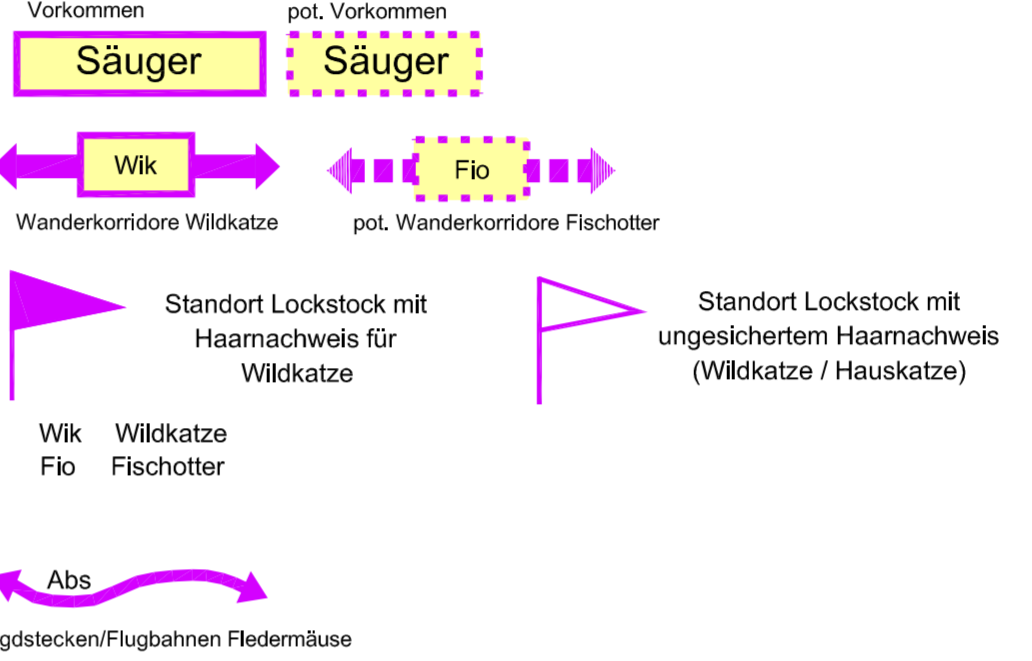 Vorkommen
pot. Vorkommen
Säuger
Säuger
Wik
Fio
Wanderkorridore Wildkatze
pot. Wanderkorridore Fischotter
Standort Lockstock mit
Haarnachweis für
Wildkatze
Standort Lockstock mit
ungesichertem Haarnachweis
(Wildkatze / Hauskatze)
Wik Wildkatze
Fio Fischotter
Abs
gdstecken/Flugbahnen Fledermäuse